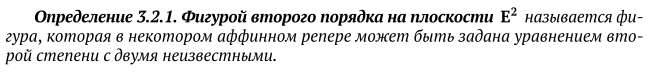 Определение 3.2.1. Фигурой второго порядка на плоскости E² называется фи-
гура, которая в некотором аффинном репере может быть задана уравнением вто-
рой степени с двумя неизвестными.